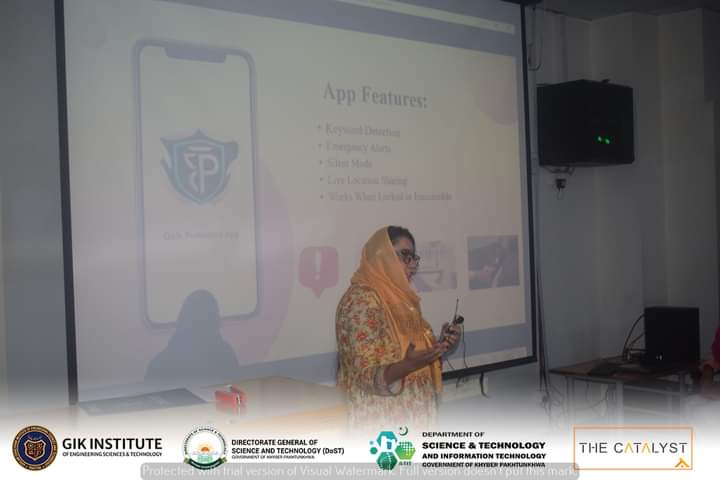 App Features:
• Keyword Detection
• Emergency Alerts
• Silent Mode
• Live Location Sharing
• Works When Locked or Inaccessible
GIK INSTITUTE
OF ENGINEERING SCIENCES & TECHNOLOGY
DIRECTORATE GENERAL OF
SCIENCE AND TECHNOLOGY (DoST)
GOVERNMENT OF KHYBER PAKHTUNKHWA
DEPARTMENT OF
SCIENCE & TECHNOLOGY
AND INFORMATION TECHNOLOGY
GOVERNMENT OF KHYBER PAKHTUNKHWA
THE CATALYST
Protected with trial version of Visual Watermark. Full version doesn't put this mark.